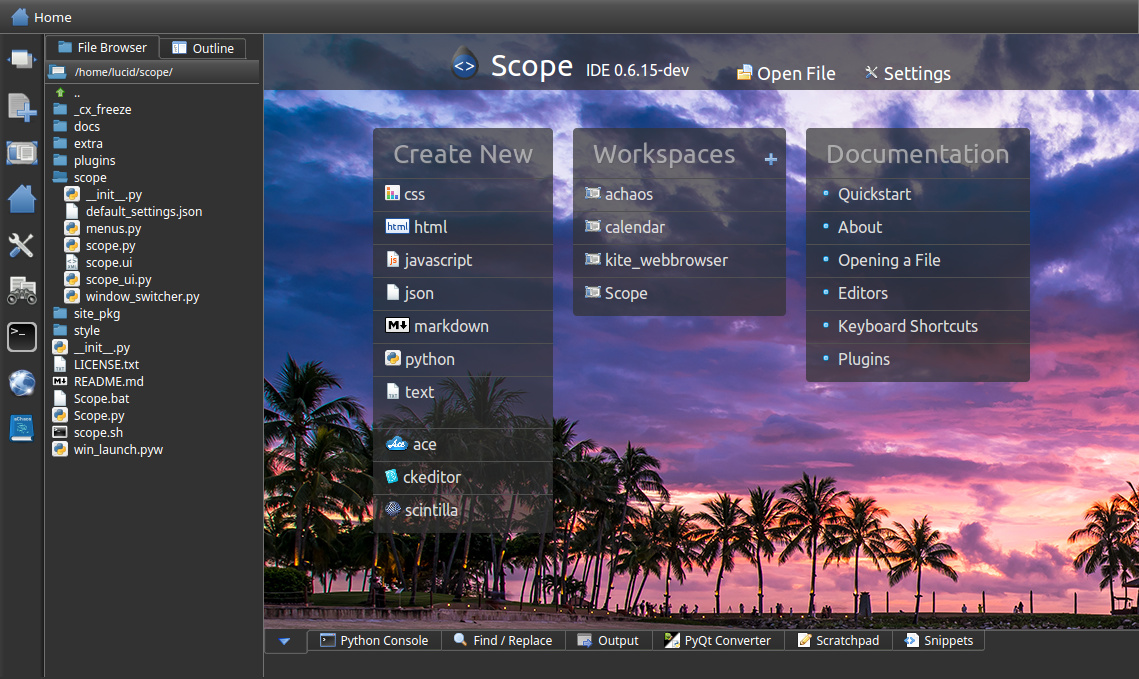 Home
File Browser
Outline
/home/lucid/scope/
..
_cx_freeze
docs
extra
plugins
scope
__init__.py
default_settings.json
menus.py
scope.py
scope.ui
scope_ui.py
window_switcher.py
site_pkg
style
__init__.py
LICENSE.txt
README.md
Scope.bat
Scope.py
scope.sh
win_launch.pyw
<> Scope IDE 0.6.15-dev
Open File
Settings
Create New
css
html html
javascript
json
M↓ markdown
python
text
Ace ace
ckeditor
scintilla
Workspaces +
achaos
calendar
kite_webbrowser
Scope
Documentation
Quickstart
About
Opening a File
Editors
Keyboard Shortcuts
Plugins
Python Console
Find / Replace
Output
PyQt Converter
Scratchpad
Snippets